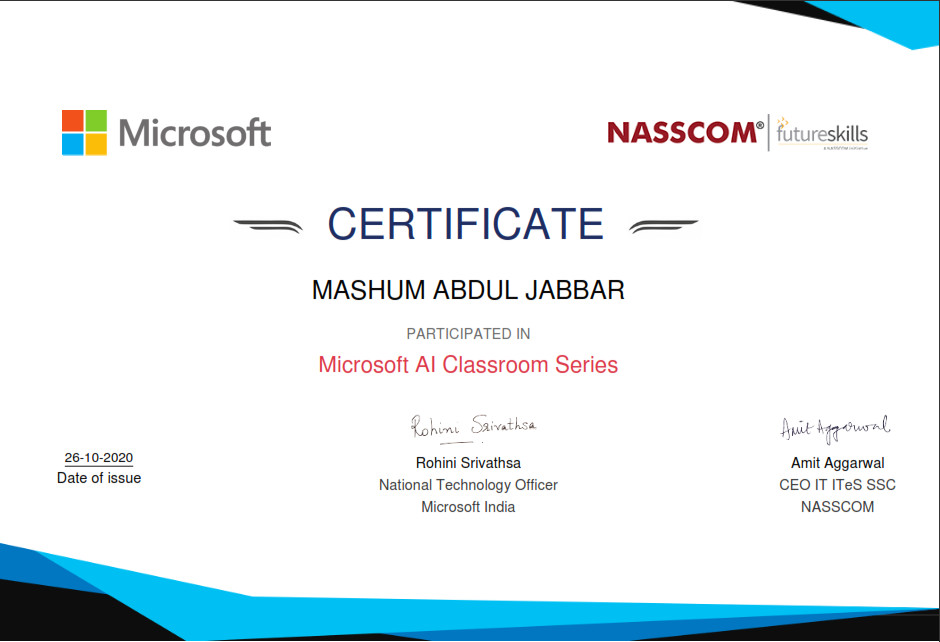 Microsoft
NASSCOM® futureskills
CERTIFICATE
MASHUM ABDUL JABBAR
PARTICIPATED IN
Microsoft AI Classroom Series
Rohini Srivathsa
Amit Aggarwal
26-10-2020
Date of issue
Rohini Srivathsa
National Technology Officer
Microsoft India
Amit Aggarwal
CEO IT ITeS SSC
NASSCOM